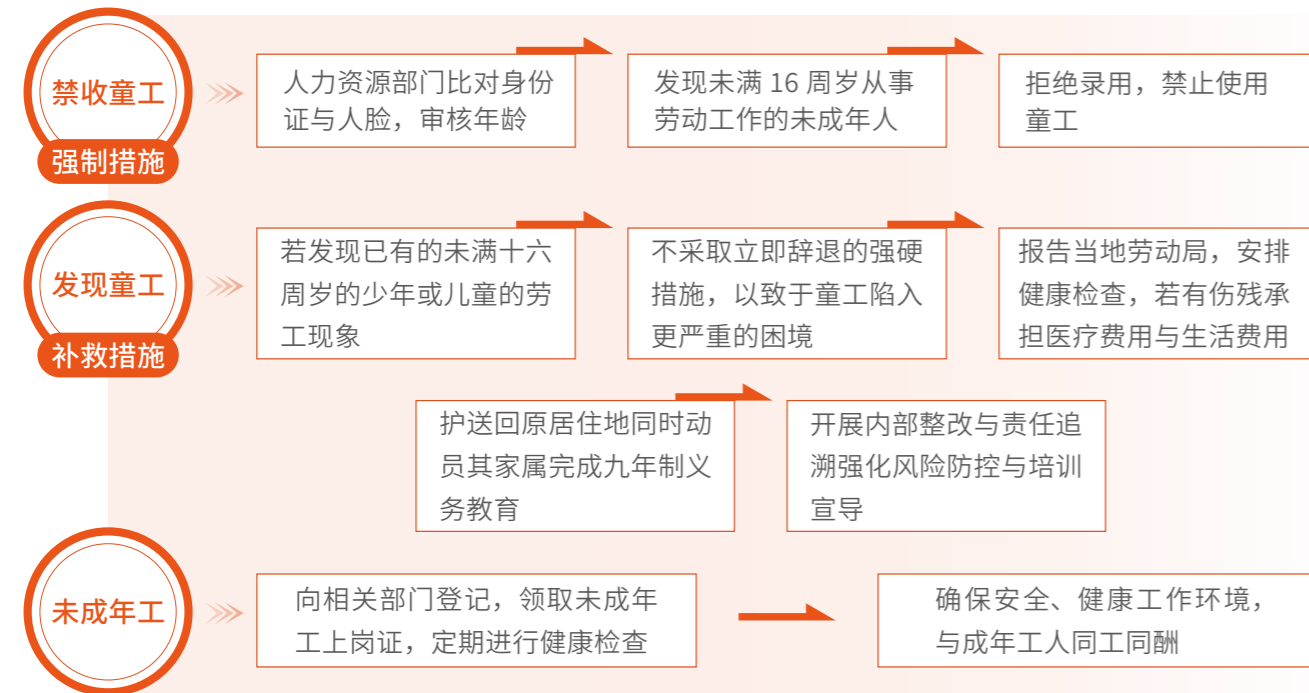 禁收童工
强制措施
人力资源部门比对身份
证与人脸，审核年龄
发现未满 16 周岁从事
劳动工作的未成年人
拒绝录用，禁止使用
童工
发现童工
补救措施
若发现已有的未满十六
周岁的少年或儿童的劳
工现象
不采取立即辞退的强硬
措施，以致于童工陷入
更严重的困境
报告当地劳动局，安排
健康检查，若有伤残承
担医疗费用与生活费用
护送回原居住地同时动
员其家属完成九年制义
务教育
开展内部整改与责任追
溯强化风险防控与培训
宣导
未成年工
向相关部门登记，领取未成年
工上岗证，定期进行健康检查
确保安全、健康工作环境，
与成年工人同工同酬